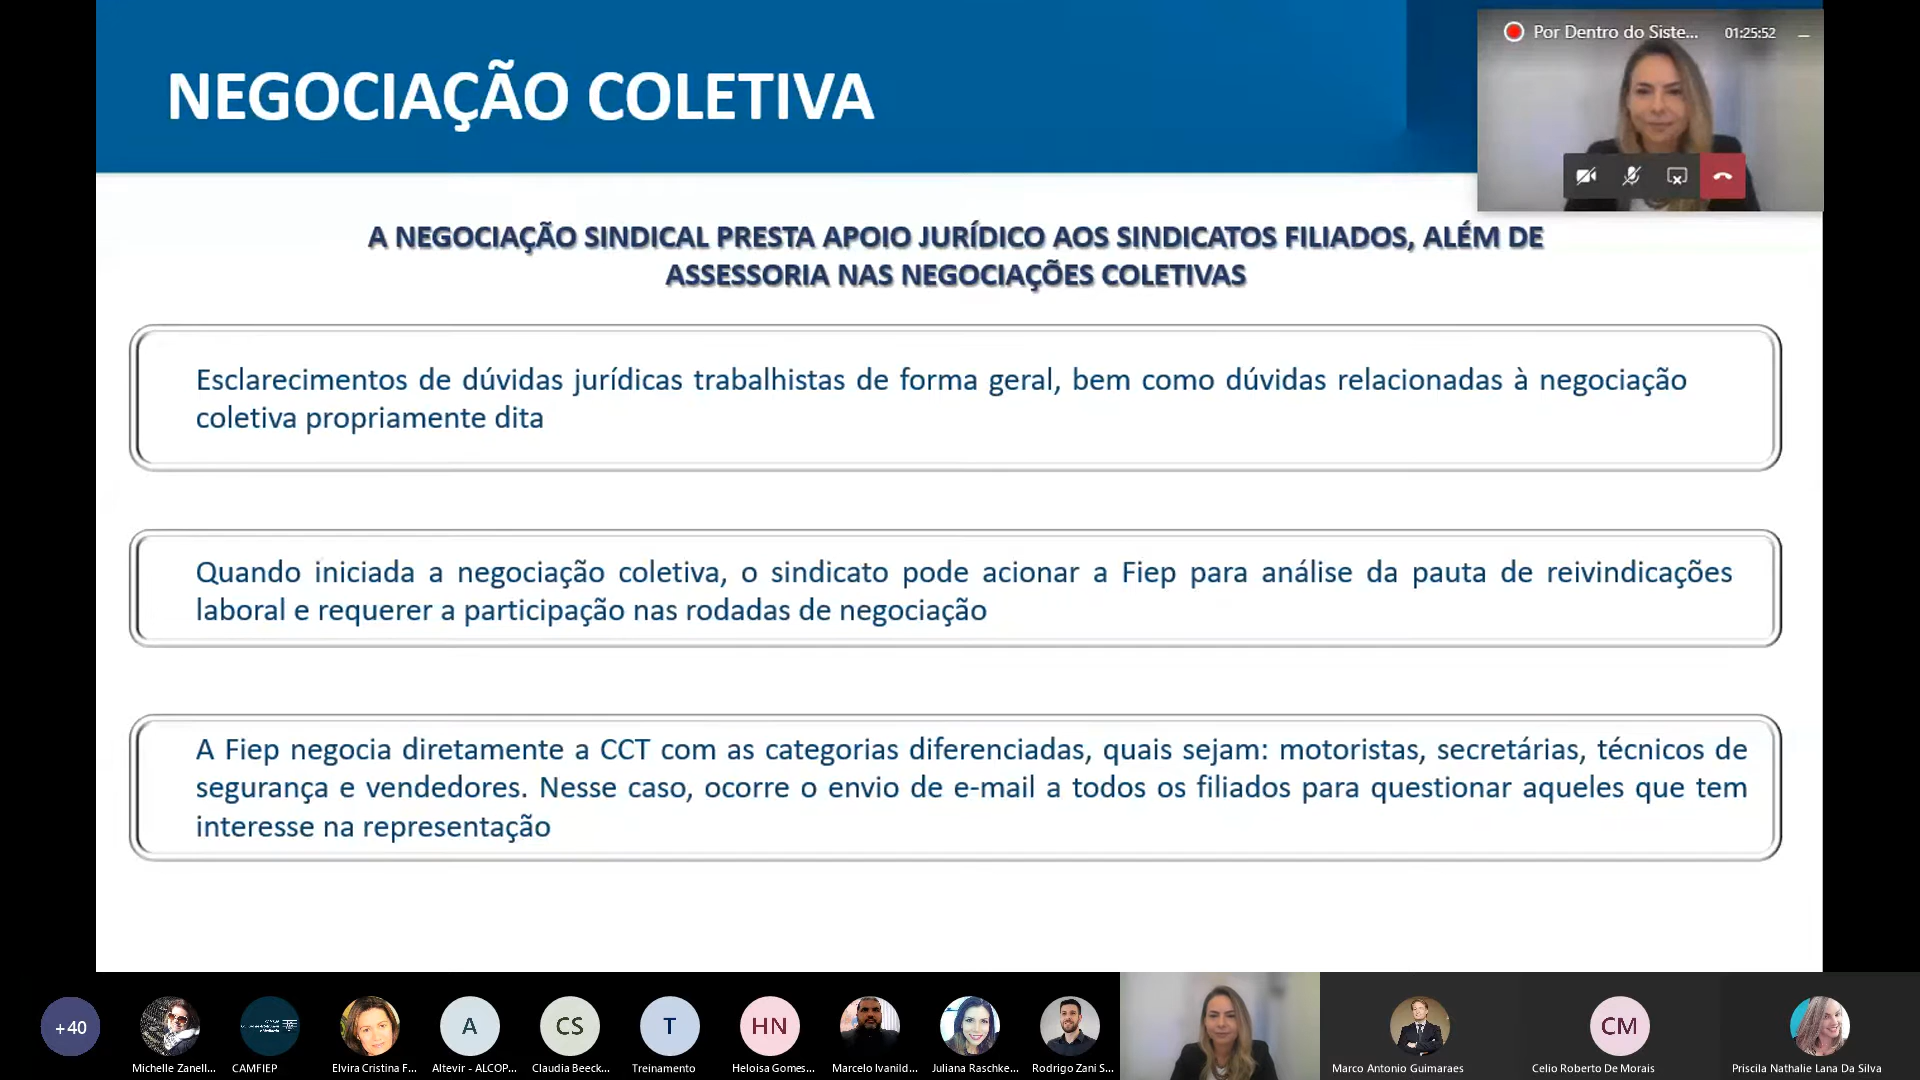 NEGOCIAÇÃO COLETIVA
Por Dentro do Siste... 01:25:52
A NEGOCIAÇÃO SINDICAL PRESTA APOIO JURÍDICO AOS SINDICATOS FILIADOS, ALÉM DE
ASSESSORIA NAS NEGOCIAÇÕES COLETIVAS
Esclarecimentos de dúvidas jurídicas trabalhistas de forma geral, bem como dúvidas relacionadas à negociação
coletiva propriamente dita
Quando iniciada a negociação coletiva, o sindicato pode acionar a Fiep para análise da pauta de reivindicações
laboral e requerer a participação nas rodadas de negociação
A Fiep negocia diretamente a CCT com as categorias diferenciadas, quais sejam: motoristas, secretárias, técnicos de
segurança e vendedores. Nesse caso, ocorre o envio de e-mail a todos os filiados para questionar aqueles que tem
interesse na representação
+40
A
CS
T
HN
CM
Michelle Zanell...
CAMFIEP
Elvira Cristina F...
Altevir - ALCOP...
Claudia Beeck...
Treinamento
Heloisa Gomes...
Marcelo Ivanild...
Juliana Raschke...
Rodrigo Zani S...
Marco Antonio Guimaraes
Celio Roberto De Morais
Priscila Nathalie Lana Da Silva